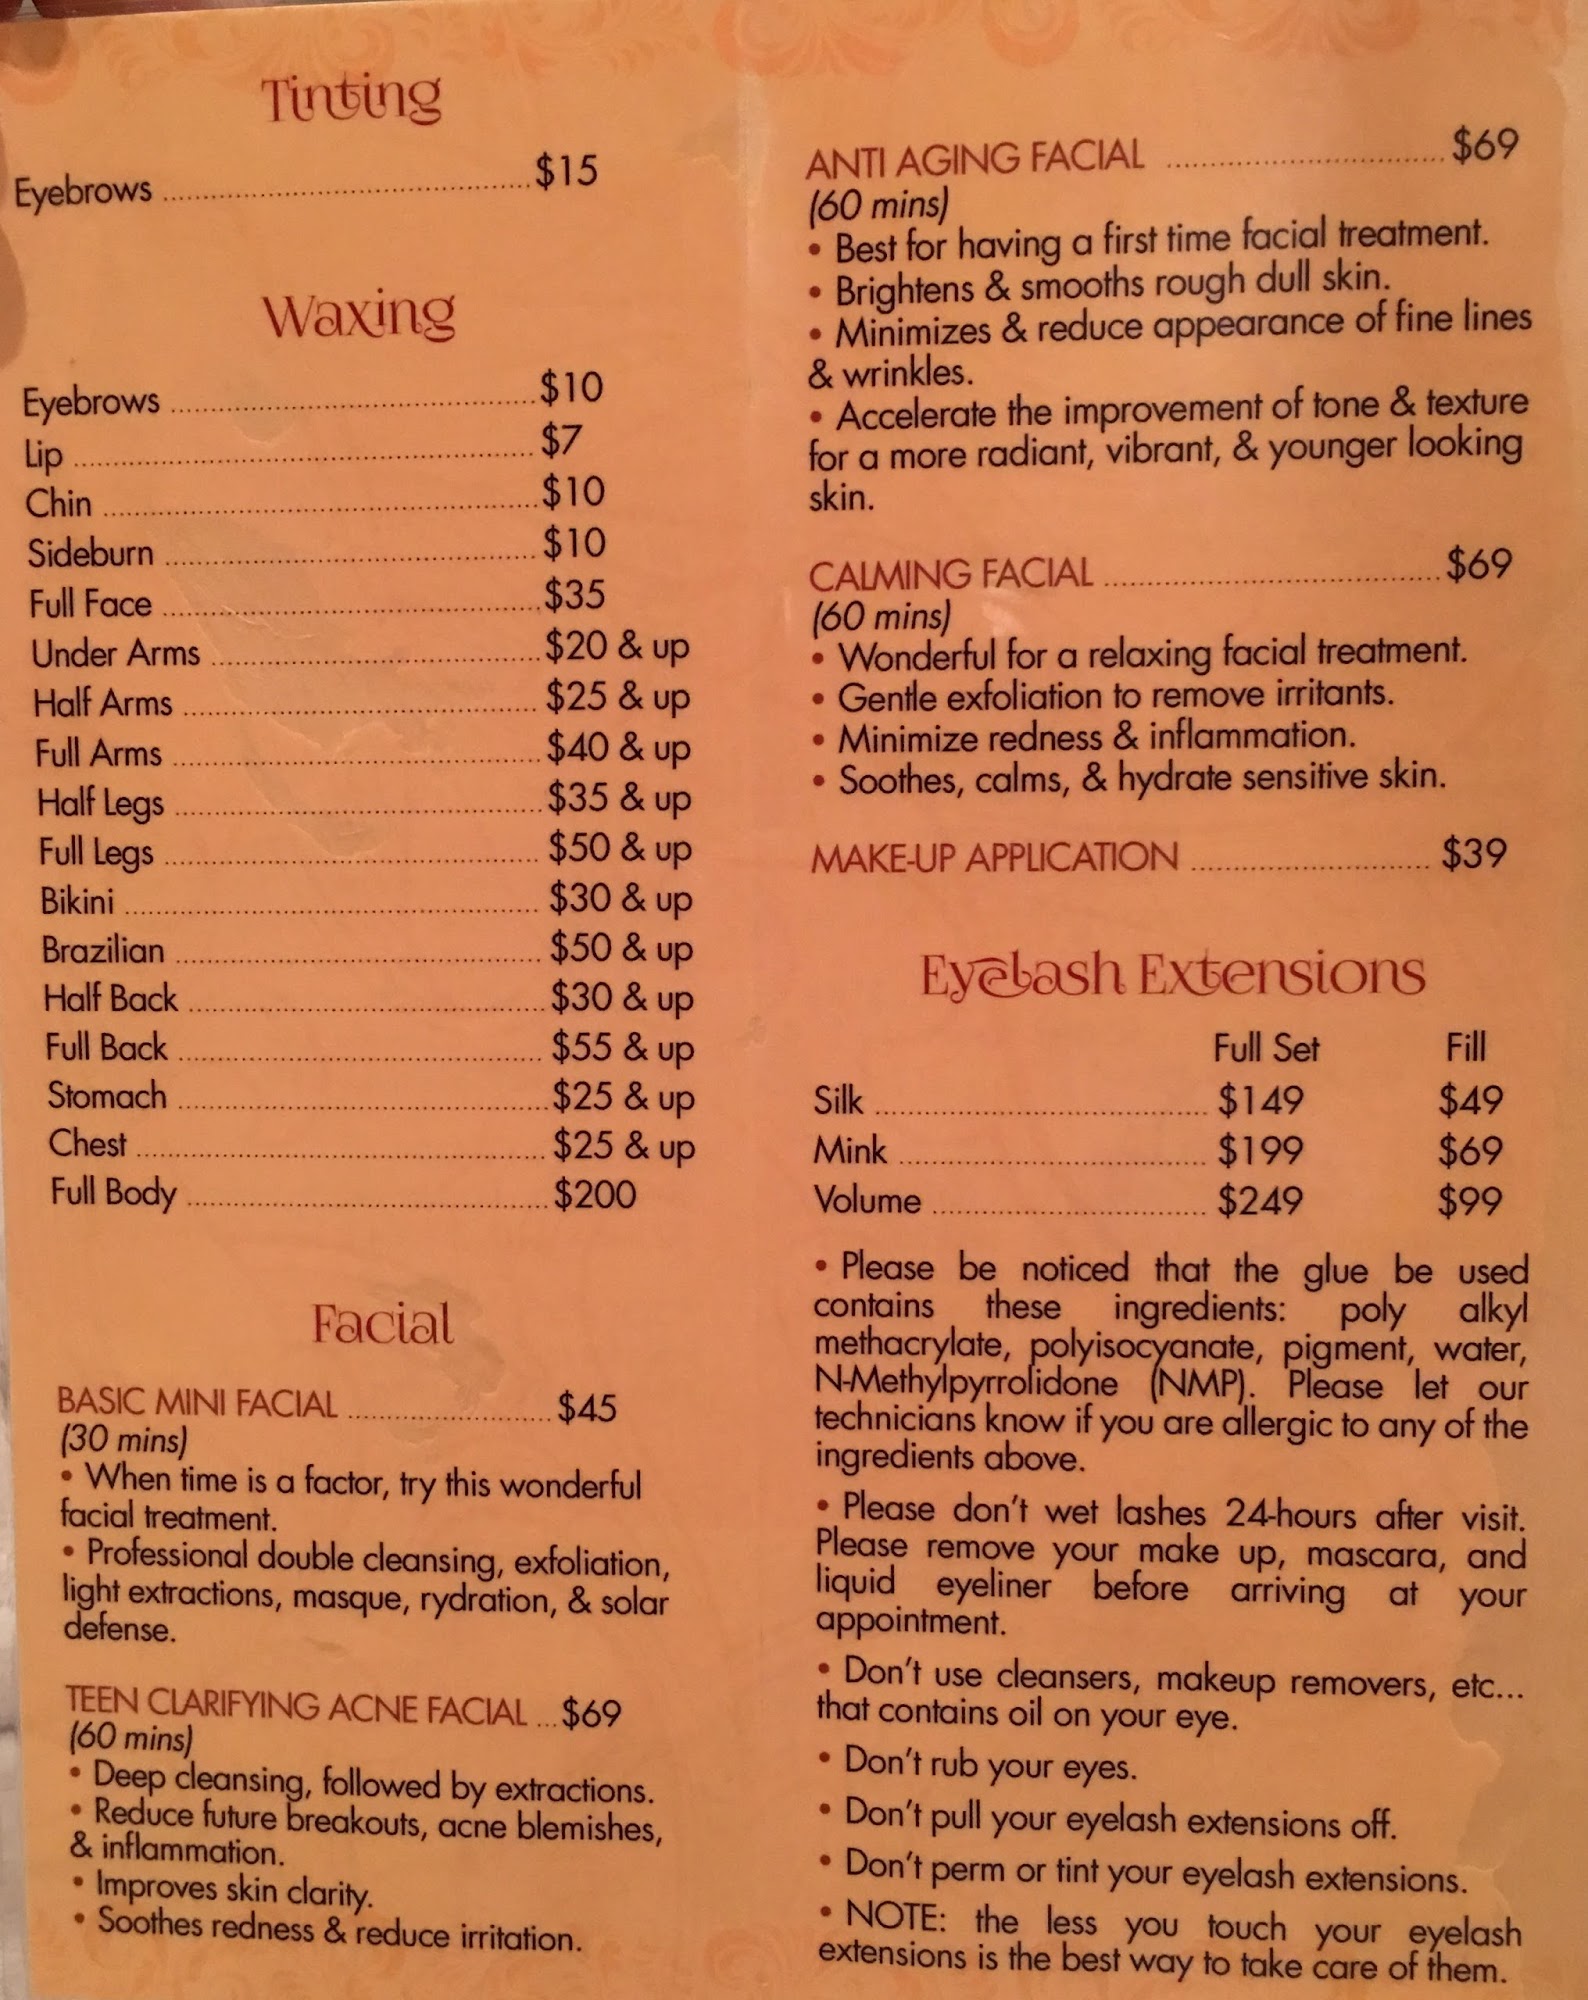 Tinting
Eyebrows ........................................ $15
Waxing
Eyebrows ........................................ $10
Lip ........................................ $7
Chin ........................................ $10
Sideburn ........................................ $10
Full Face ........................................ $35
Under Arms ........................................ $20 & up
Half Arms ........................................ $25 & up
Full Arms ........................................ $40 & up
Half Legs ........................................ $35 & up
Full Legs ........................................ $50 & up
Bikini ........................................ $30 & up
Brazilian ........................................ $50 & up
Half Back ........................................ $30 & up
Full Back ........................................ $55 & up
Stomach ........................................ $25 & up
Chest ........................................ $25 & up
Full Body ........................................ $200
Facial
BASIC MINI FACIAL ........................ $45
(30 mins)
• When time is a factor, try this wonderful
facial treatment.
• Professional double cleansing, exfoliation,
light extractions, masque, rydration, & solar
defense.
TEEN CLARIFYING ACNE FACIAL ... $69
(60 mins)
• Deep cleansing, followed by extractions.
• Reduce future breakouts, acne blemishes,
& inflammation.
• Improves skin clarity.
• Soothes redness & reduce irritation.
ANTI AGING FACIAL ................................ $69
(60 mins)
• Best for having a first time facial treatment.
• Brightens & smooths rough dull skin.
• Minimizes & reduce appearance of fine lines
& wrinkles.
• Accelerate the improvement of tone & texture
for a more radiant, vibrant, & younger looking
skin.
CALMING FACIAL ........................................ $69
(60 mins)
• Wonderful for a relaxing facial treatment.
• Gentle exfoliation to remove irritants.
• Minimize redness & inflammation.
• Soothes, calms, & hydrate sensitive skin.
MAKE-UP APPLICATION ............................ $39
Eyelash Extensions
Full Set Fill
Silk ........................................ $149 $49
Mink ........................................ $199 $69
Volume ................................ $249 $99
• Please be noticed that the glue be used
contains these ingredients: poly alkyl
methacrylate, polyisocyanate, pigment, water,
N-Methylpyrrolidone (NMP). Please let our
technicians know if you are allergic to any of the
ingredients above.
• Please don't wet lashes 24-hours after visit.
Please remove your make up, mascara, and
liquid eyeliner before arriving at your
appointment.
• Don't use cleansers, makeup removers, etc...
that contains oil on your eye.
• Don't rub your eyes.
• Don't pull your eyelash extensions off.
• Don't perm or tint your eyelash extensions.
• NOTE: the less you touch your eyelash
extensions is the best way to take care of them.